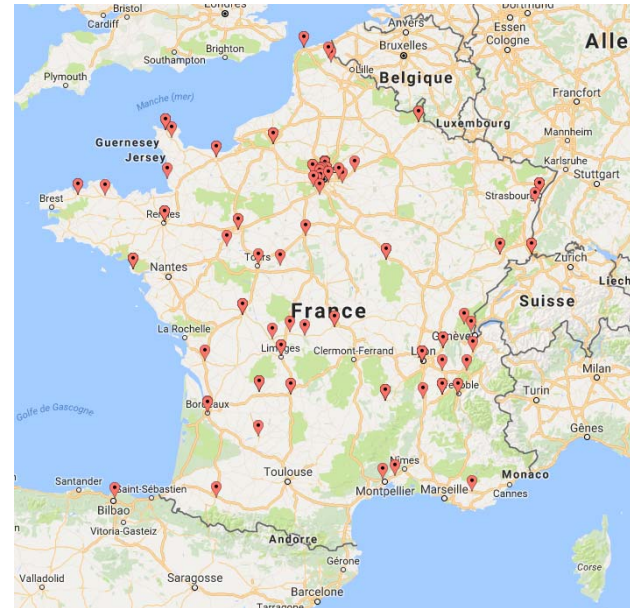 Bristol
Cardiff
Londres
Southampton
Brighton
Plymouth
Anvers
Essen
Dortmund
Cologne
Bruxelles
Alle
Lille
Belgique
Francfort
Manche (mer)
Luxembourg
Mannheim
Guernesey
Jersey
Karlsruhe
Stuttgart
Strasbourg
Brest
Rennes
Nantes
Tours
Zurich
Liech
Suisse
France
La Rochelle
Limoges
Clermont-Ferrand
Genève
Lyon
Milan
Turin
Grenoble
Golfe de Gascogne
Bordeaux
Gênes
Nîmes
Toulouse
Montpellier
Marseille
Monaco
Cannes
Santander
Saint-Sébastien
Bilbao
Vitoria-Gasteiz
Andorre
Corse
Gérone
Valladolid
Saragosse
Barcelone
Tarragone